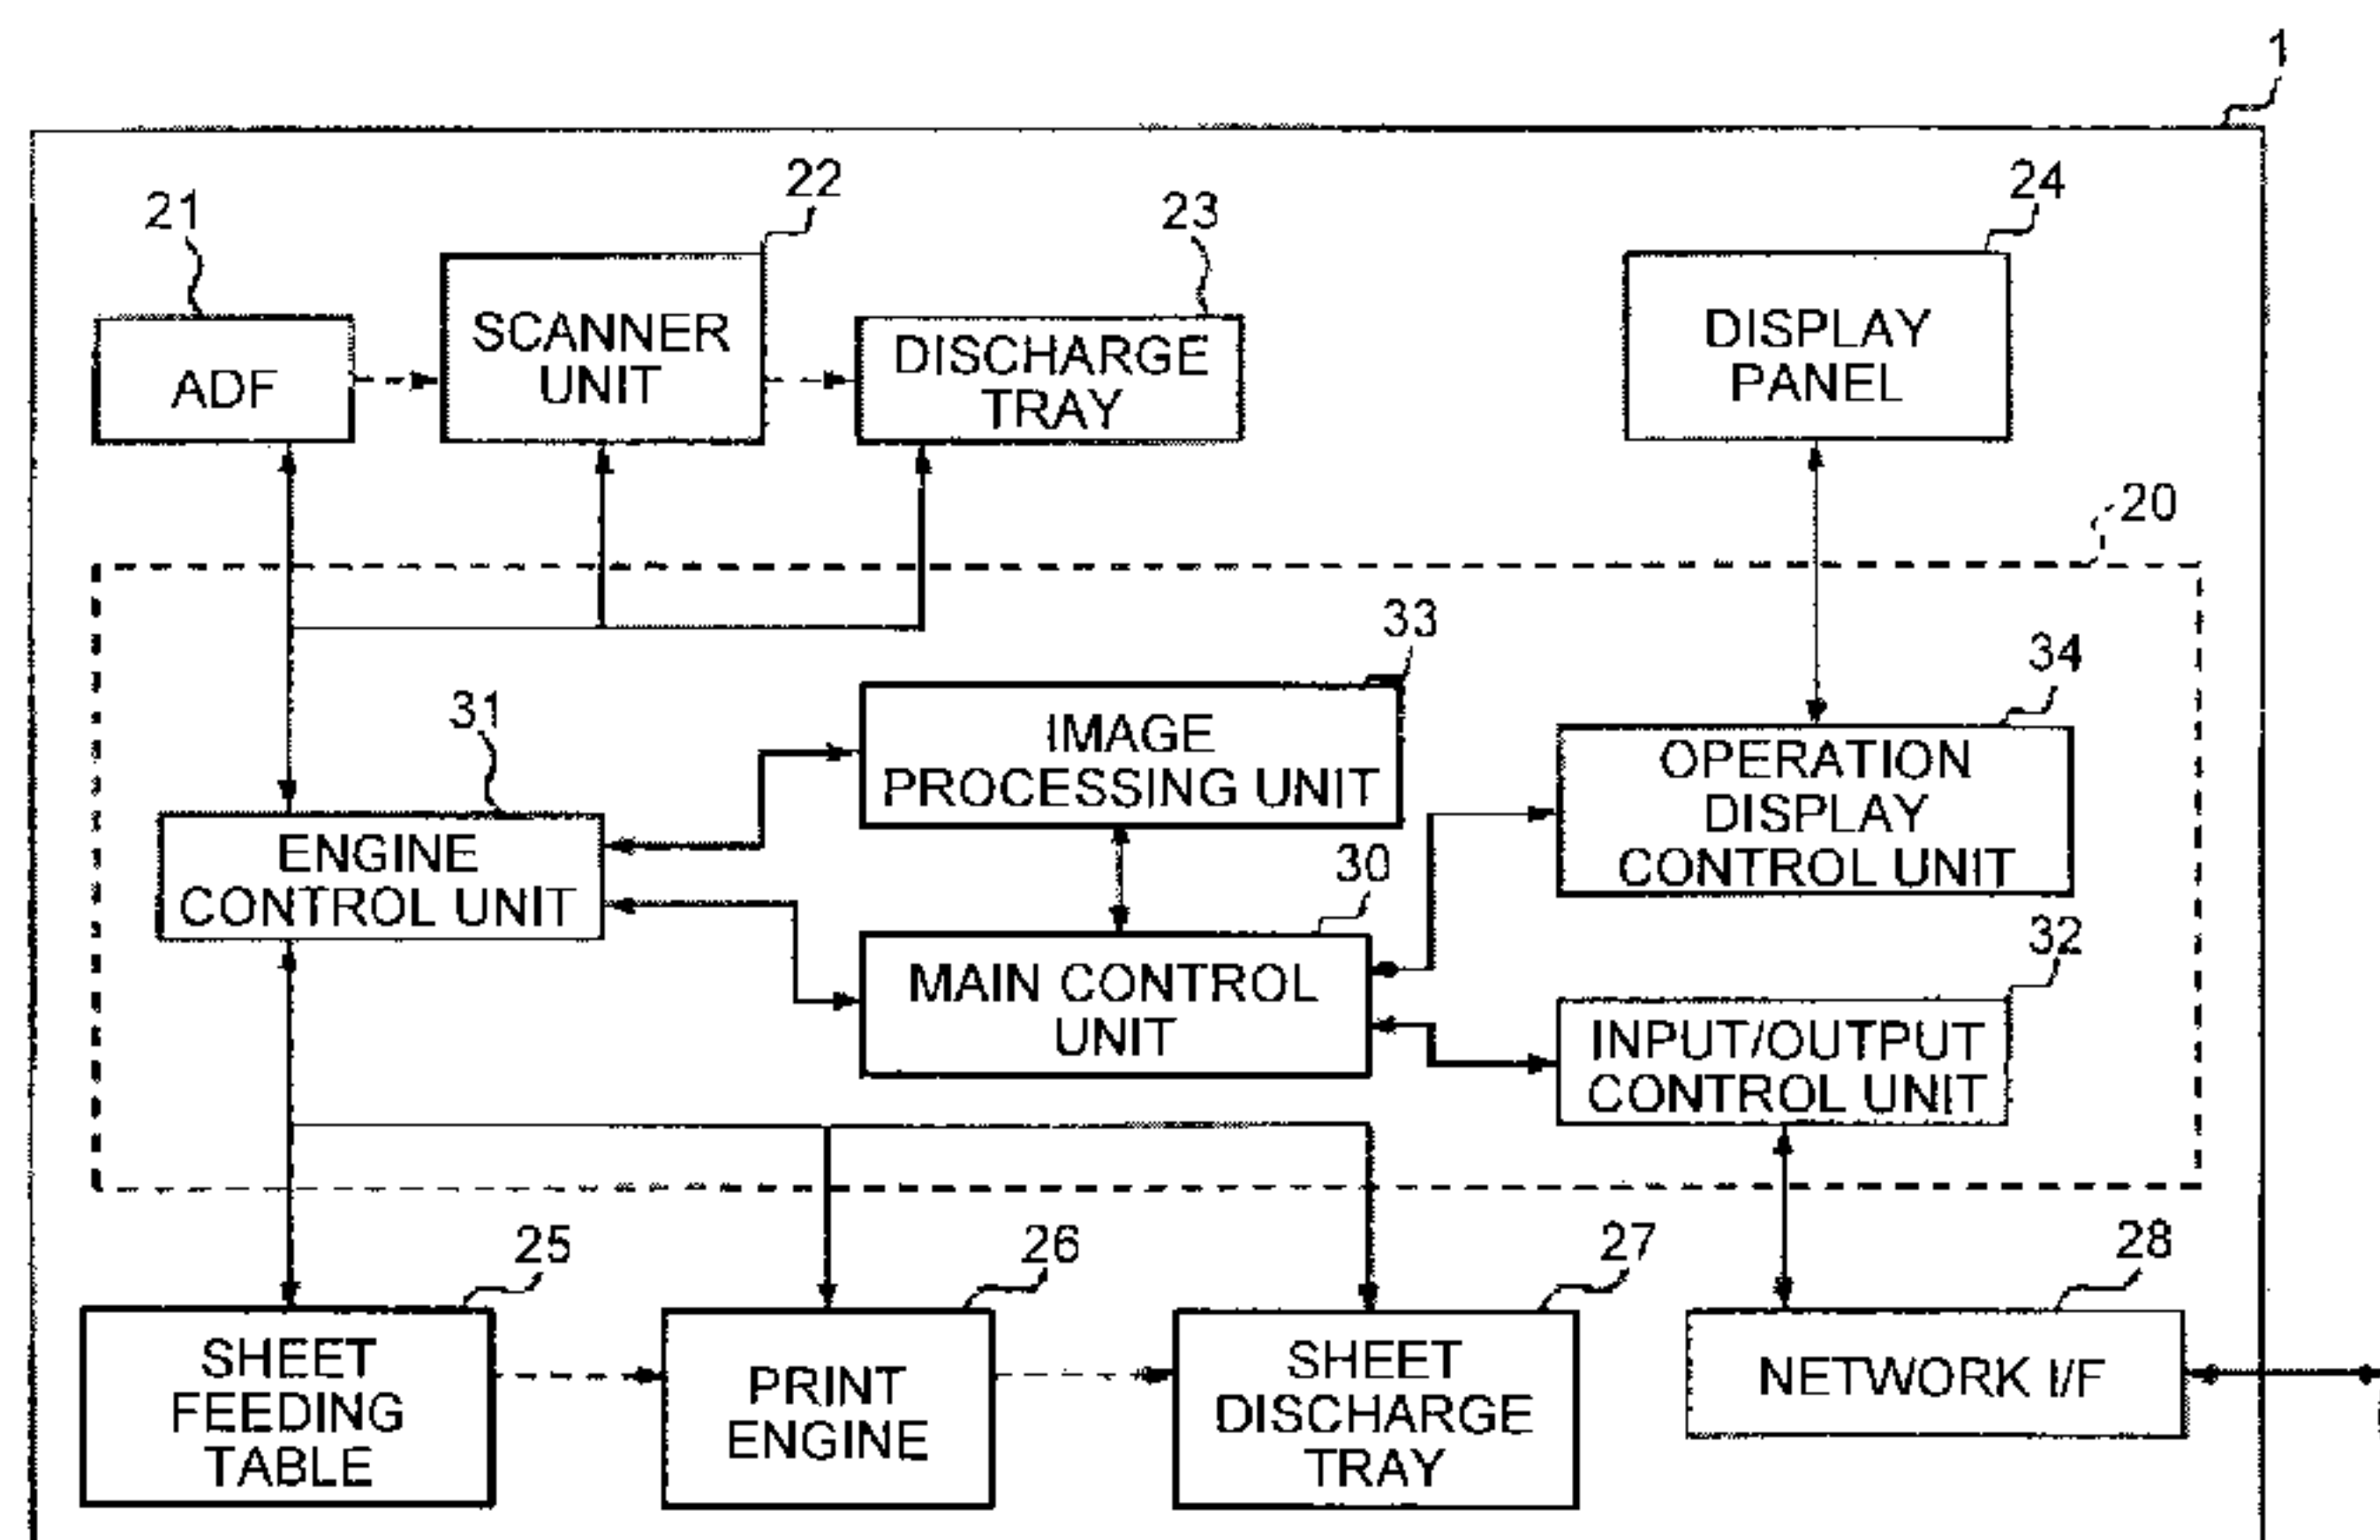 1
21
22
23
24
ADF
SCANNER
UNIT
DISCHARGE
TRAY
DISPLAY
PANEL
20
33
34
31
IMAGE
PROCESSING UNIT
OPERATION
DISPLAY
CONTROL UNIT
ENGINE
CONTROL UNIT
30
32
MAIN CONTROL
UNIT
INPUT/OUTPUT
CONTROL UNIT
25
26
27
28
SHEET
FEEDING
TABLE
PRINT
ENGINE
SHEET
DISCHARGE
TRAY
NETWORK I/F